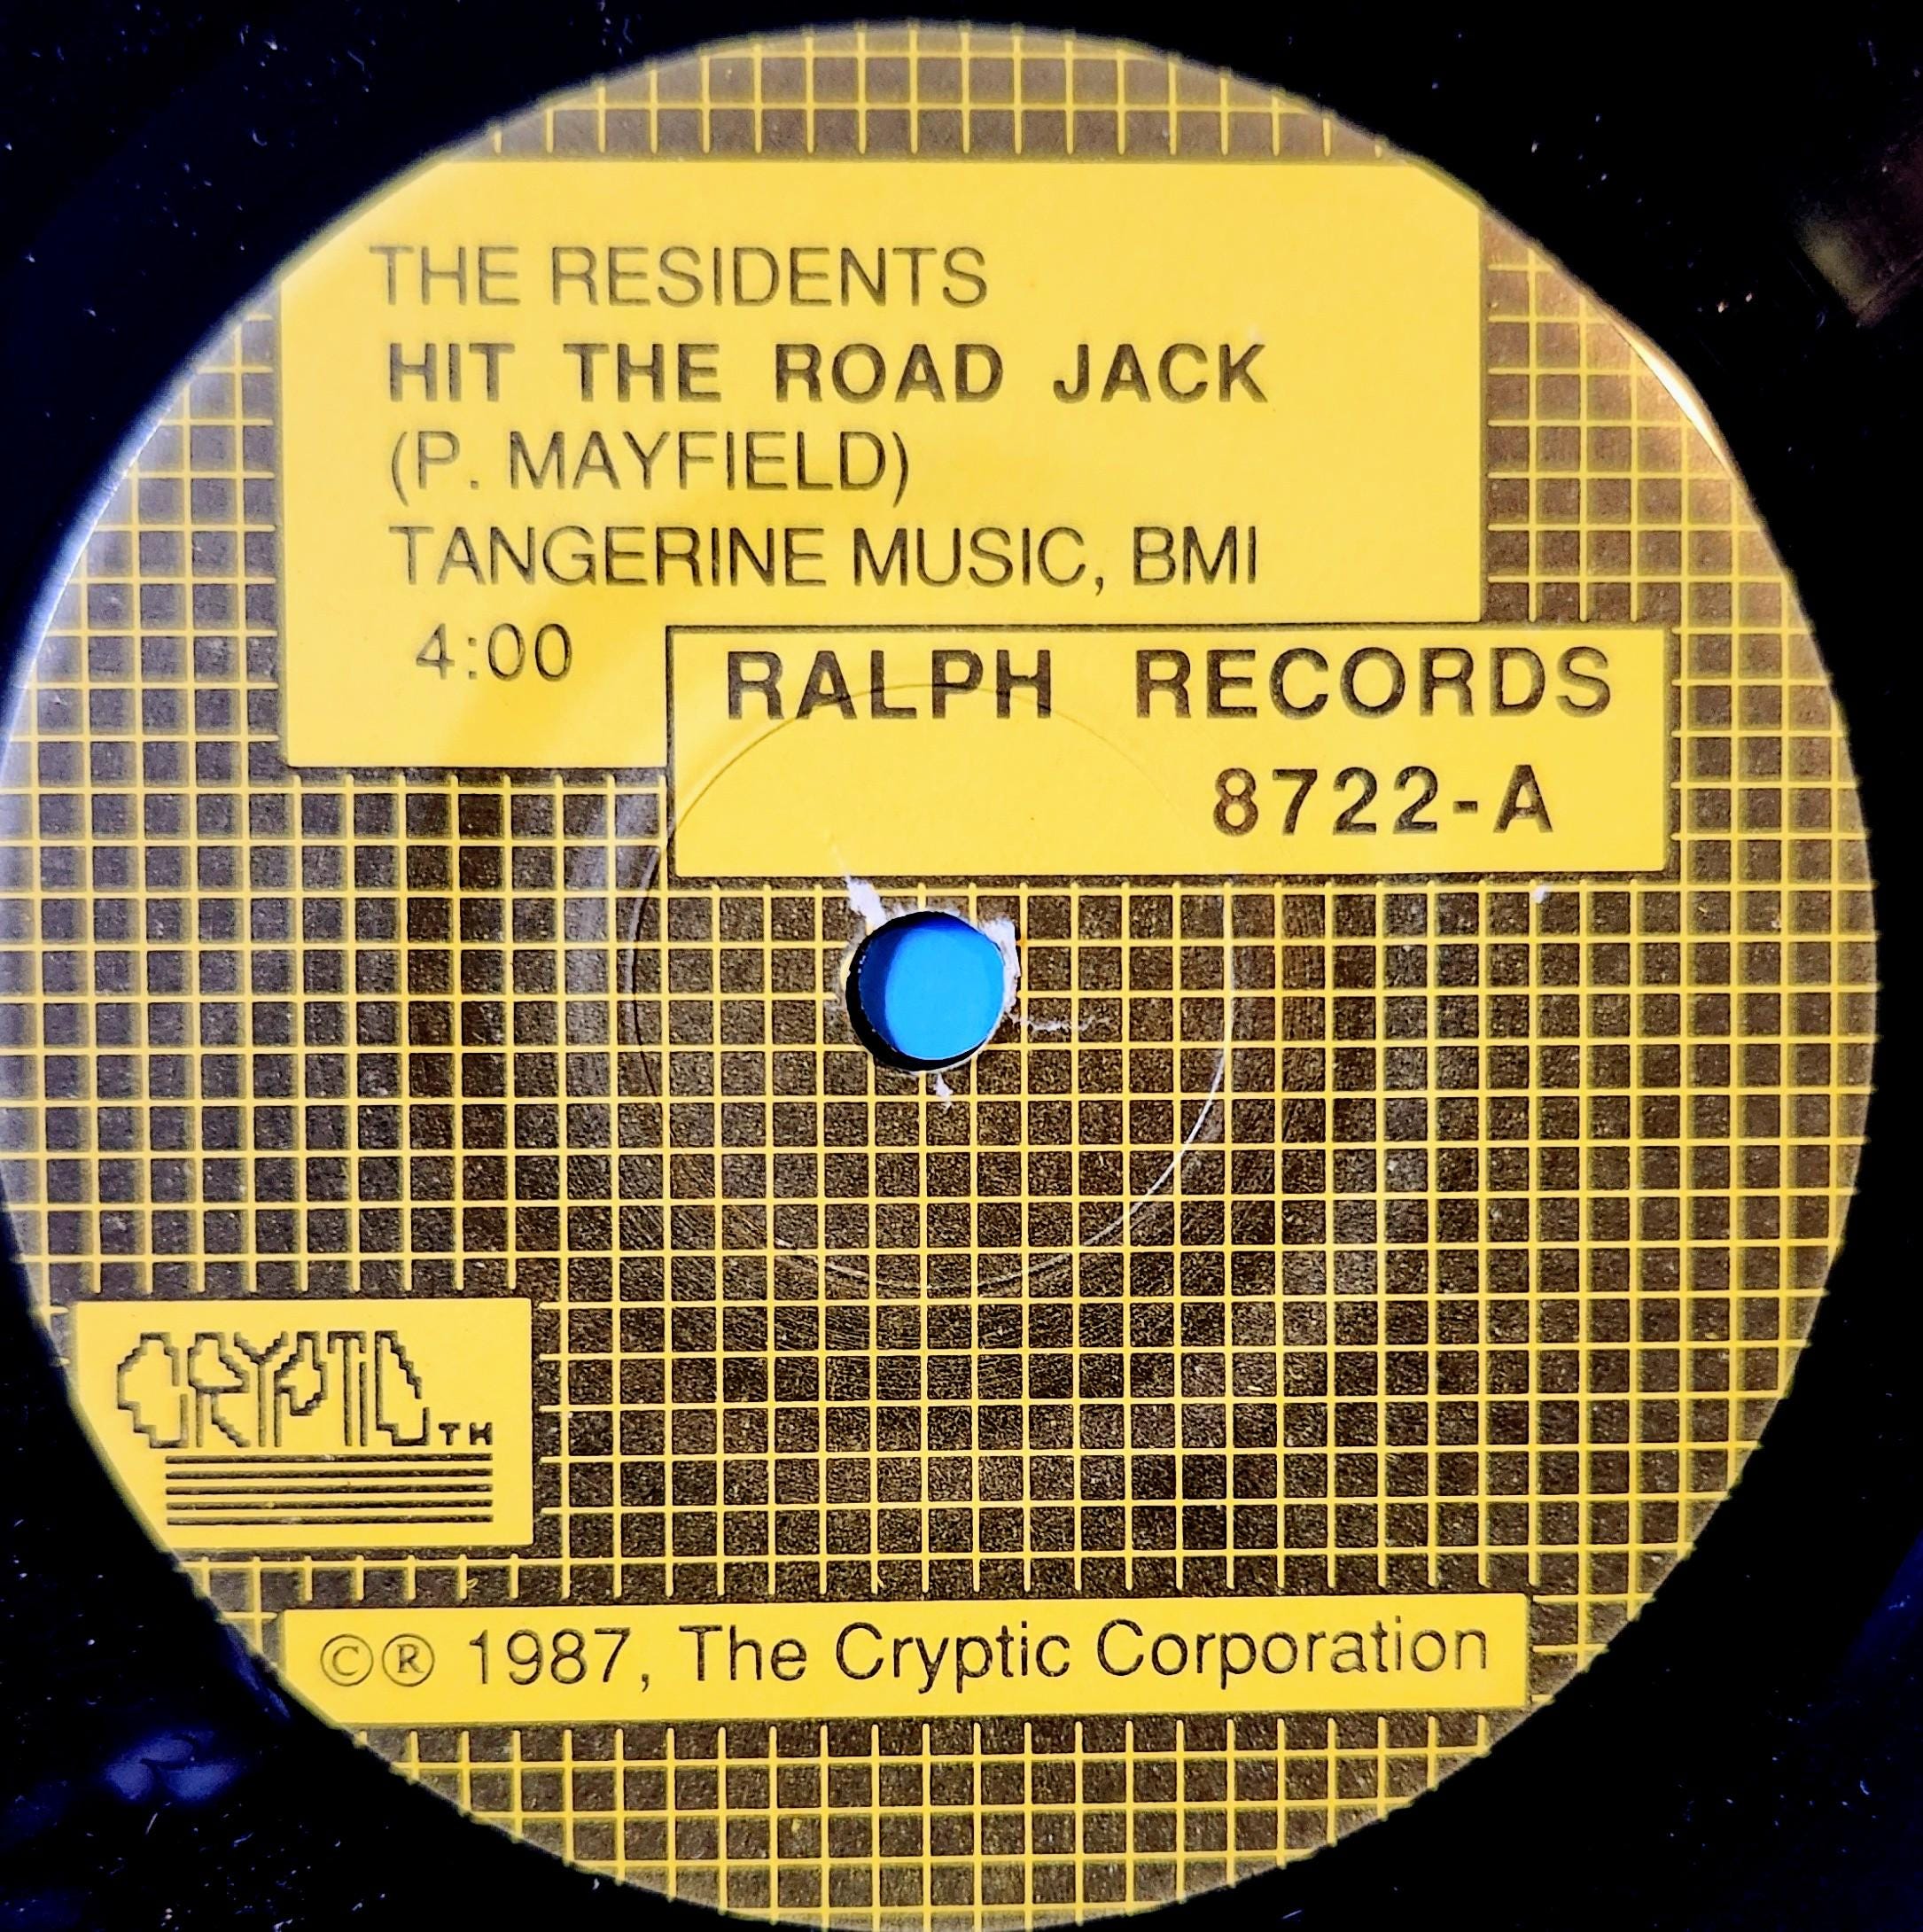 THE RESIDENTS
HIT THE ROAD JACK
(P. MAYFIELD)
TANGERINE MUSIC, BMI
4:00
RALPH RECORDS
8722-A
CRYPTIC TM
©® 1987, The Cryptic Corporation